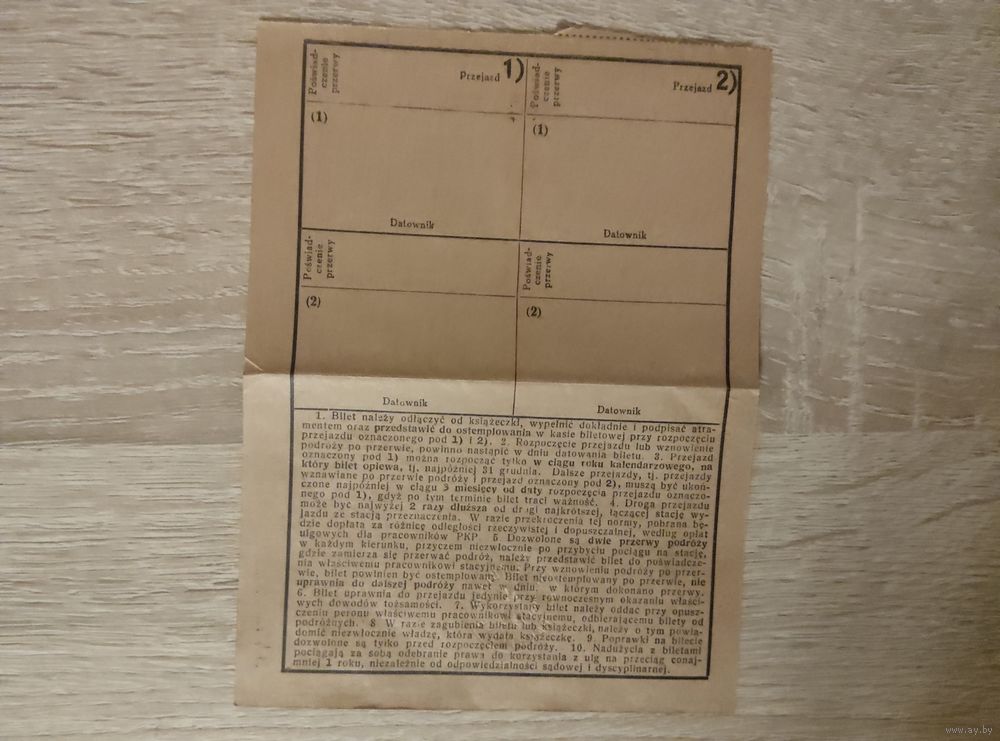 Poświad-
czenie
przerwy
Przejazd 1)
(1)
Datownik
Poświad-
czenie
przerwy
Przejazd 2)
(1)
Datownik
Poświad-
czenie
przerwy
(2)
Datownik
Poświad-
czenie
przerwy
(2)
Datownik
1. Bilet należy odłączyć od książeczki, wypełnić dokładnie i podpisać atra-
mentem oraz przedstawić do ostemplowania w kasie biletowej przy rozpoczęciu
przejazdu oznaczonego pod 1) i 2). 2. Rozpoczęcie przejazdu lub wznowienie
podróży po przerwie, powinno nastąpić w dniu datowania biletu. 3. Przejazd
oznaczony pod 1) można rozpocząć tylko w ciągu roku kalendarzowego, na
który bilet opiewa, tj. najpóźniej 31 grudnia. Dalsze przejazdy, tj. przejazdy
wznawiane po przerwie podróży i przejazd oznaczony pod 2), muszą być ukoń-
czone najpóźniej w ciągu 3 miesięcy od daty rozpoczęcia przejazdu oznaczo-
nego pod 1), gdyż po tym terminie bilet traci ważność. 4. Droga przejazdu
może być najwyżej 2 razy dłuższa od drogi najkrótszej, łączącej stację wy-
jazdu ze stacją przeznaczenia. W razie przekroczenia tej normy, pobrana bę-
dzie dopłata za różnicę odległości rzeczywistej i dopuszczalnej, według opłat
ulgowych dla pracowników PKP 5 Dozwolone są dwie przerwy podróży
w każdym kierunku, przyczem niezwłocznie po przybyciu pociągu na stację,
gdzie zamierza się przerwać podróż, należy przedstawić bilet do poświadcze-
nia właściwemu pracownikowi stacyjnemu. Przy wznowieniu podróży po przer-
wie, bilet powinien być ostemplowany. Bilet nieostemplowany po przerwie, nie
uprawnia do dalszej podróży nawet w dniu, w którym dokonano przerwy.
6. Bilet uprawnia do przejazdu jedynie przy równoczesnym okazaniu właści-
wych dowodów tożsamości. 7. Wykorzystany bilet należy oddać przy opusz-
czeniu peronu właściwemu pracownikowi stacyjnemu, odbierającemu bilety od
podróżnych. 8 W razie zagubienia biletu lub książeczki, należy o tym powia-
domić niezwłocznie władzę, która wydała książeczkę. 9 Poprawki na bilecie
dozwolone są tylko przed rozpoczęciem podróży. 10. Nadużycia z biletami
pociągają za sobą odebranie prawa do korzystania z ulg na przeciąg conaj-
mniej 1 roku, niezależnie od odpowiedzialności sądowej i dyscyplinarnej.
www.ay.by